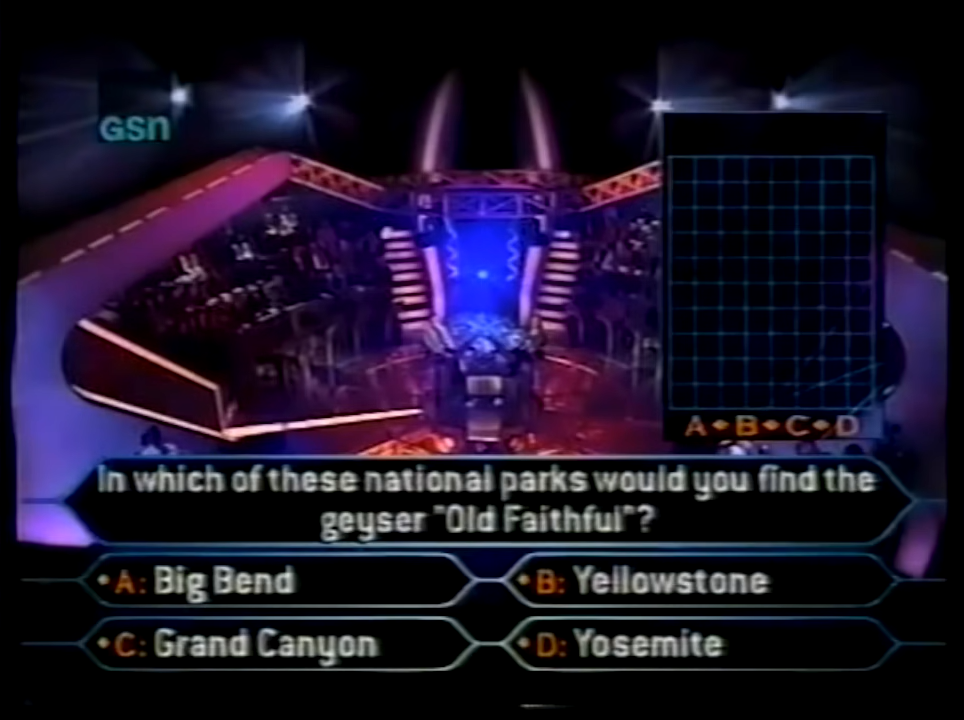 GSN
A B C D
In which of these national parks would you find the
geyser "Old Faithful"?
A: Big Bend
B: Yellowstone
C: Grand Canyon
D: Yosemite